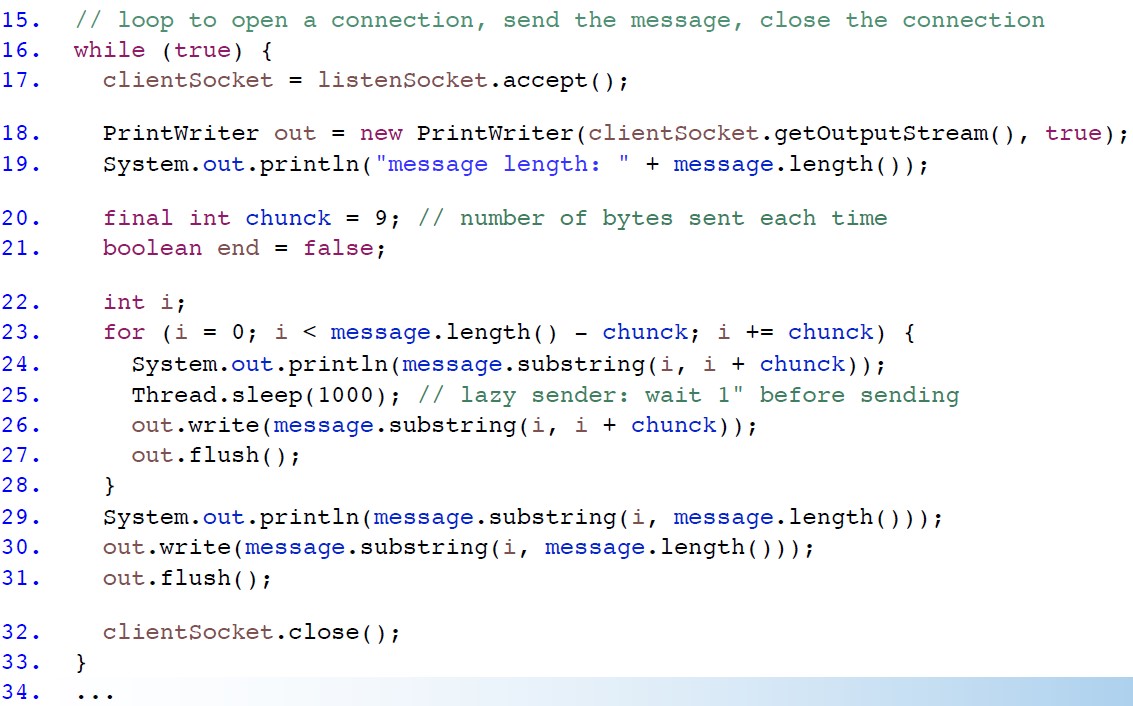 15. // loop to open a connection, send the message, close the connection
16. while (true) {
17. clientSocket = listenSocket.accept();
18. PrintWriter out = new PrintWriter(clientSocket.getOutputStream(), true);
19. System.out.println("message length: " + message.length());
20. final int chunck = 9; // number of bytes sent each time
21. boolean end = false;
22. int i;
23. for (i = 0; i < message.length() - chunck; i += chunck) {
24. System.out.println(message.substring(i, i + chunck));
25. Thread.sleep(1000); // lazy sender: wait 1" before sending
26. out.write(message.substring(i, i + chunck));
27. out.flush();
28. }
29. System.out.println(message.substring(i, message.length()));
30. out.write(message.substring(i, message.length()));
31. out.flush();
32. clientSocket.close();
33. }
34. ...